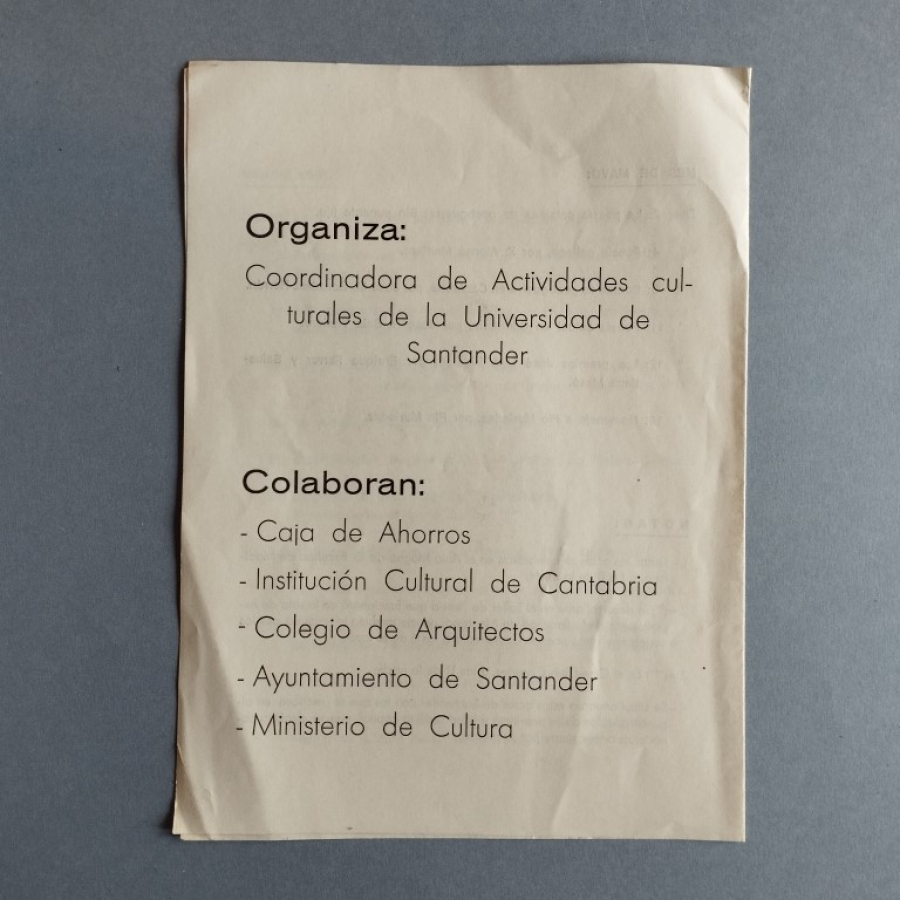 Organiza:
Coordinadora de Actividades cul-
turales de la Universidad de
Santander
Colaboran:
- Caja de Ahorros
- Institución Cultural de Cantabria
- Colegio de Arquitectos
- Ayuntamiento de Santander
- Ministerio de Cultura